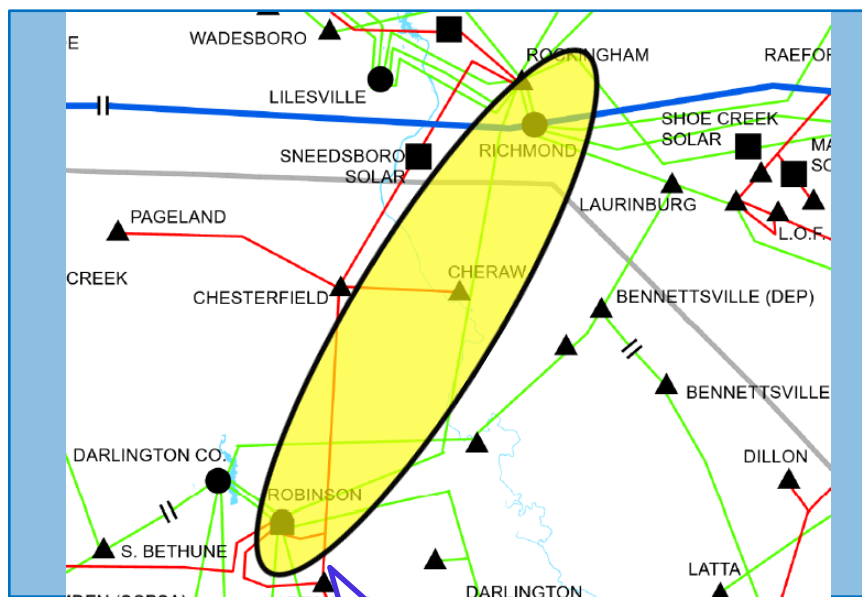 WADESBORO
ROCKINGHAM
RAEFOR
LILESVILLE
RICHMOND
SHOE CREEK
SOLAR
SNEEDSBORO
SOLAR
LAURINBURG
L.O.F.
PAGELAND
CREEK
CHESTERFIELD
CHERAW
BENNETTSVILLE (DEP)
BENNETTSVILLE
DARLINGTON CO.
DILLON
ROBINSON
S. BETHUNE
LATTA
DARLINGTON